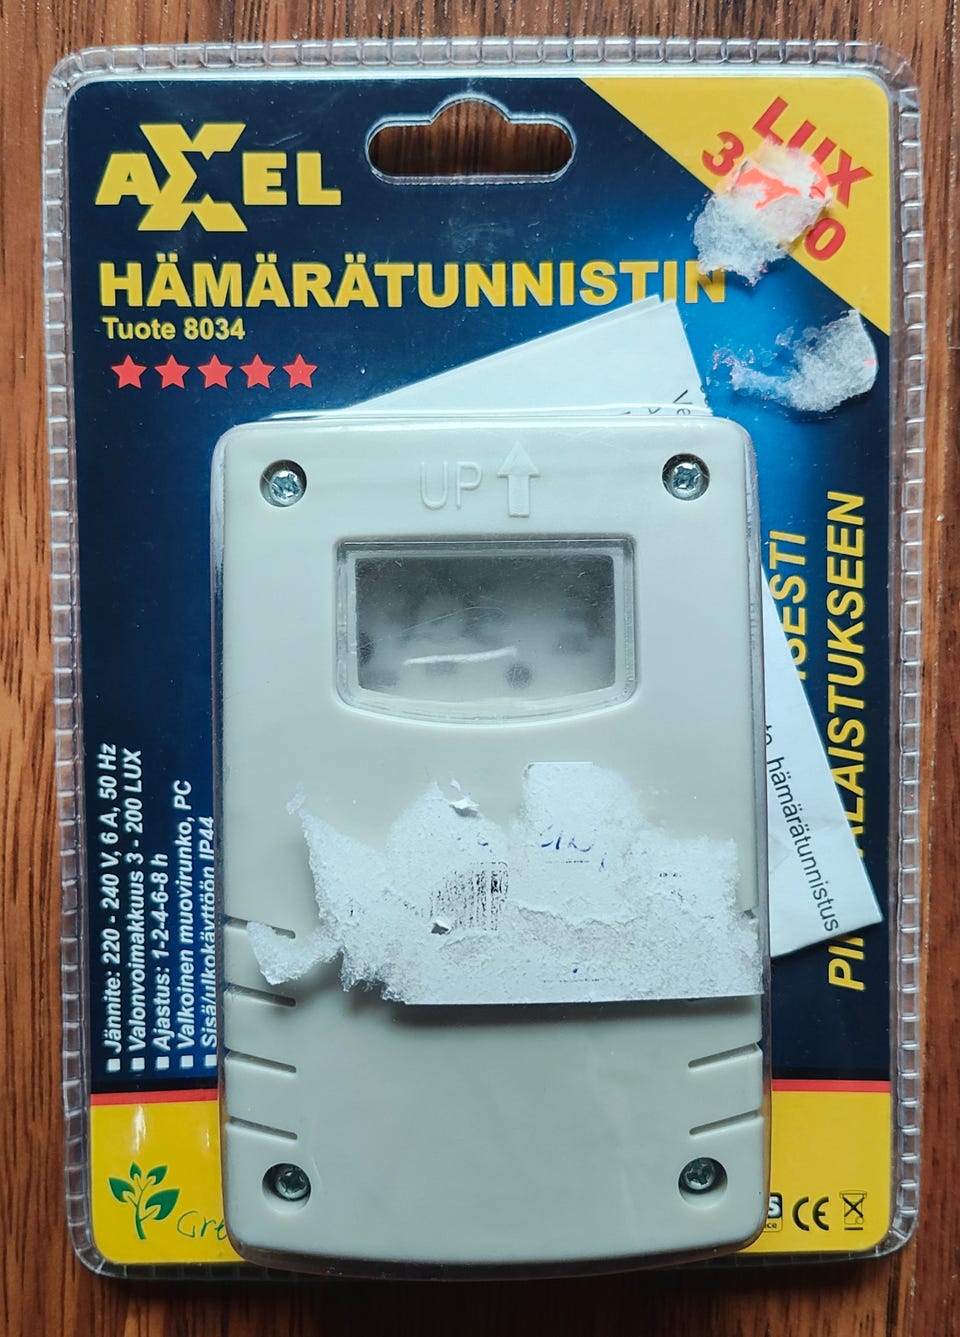 AXEL
LUX
HÄMÄRÄTUNNISTIN
Tuote 8034
UP
Jännite: 220 - 240 V, 6 A, 50 Hz
Valonvoimakkuus 3 - 200 LUX
Ajastus: 1-2-4-6-8 h
Valkoinen muovirunko, PC
Sisä/ulkokäyttöön IP44
hämärätunnistus
CE